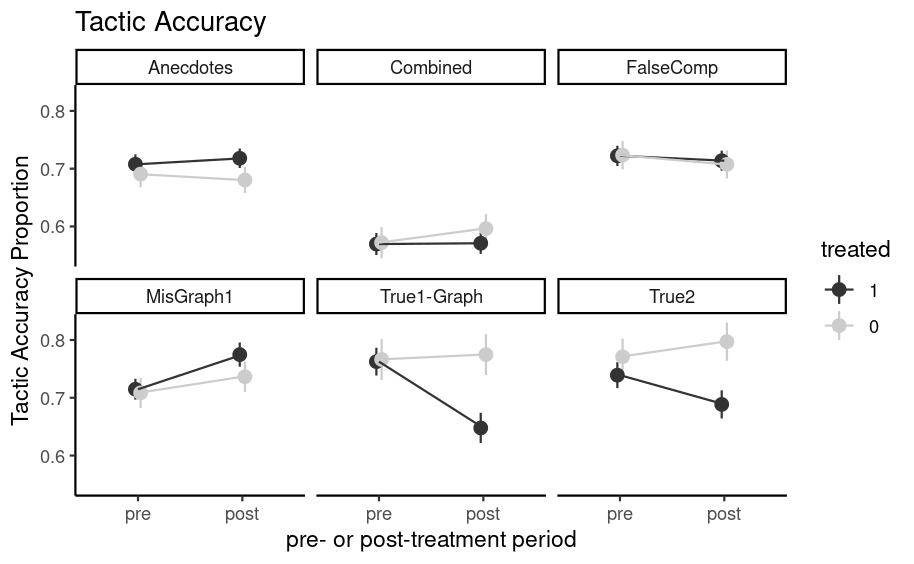 Tactic Accuracy
Anecdotes
Combined
FalseComp
0.8
0.7
0.6
MisGraph1
True1-Graph
True2
0.8
0.7
0.6
Tactic Accuracy Proportion
pre
post
pre
post
pre
post
pre- or post-treatment period
treated
1
0